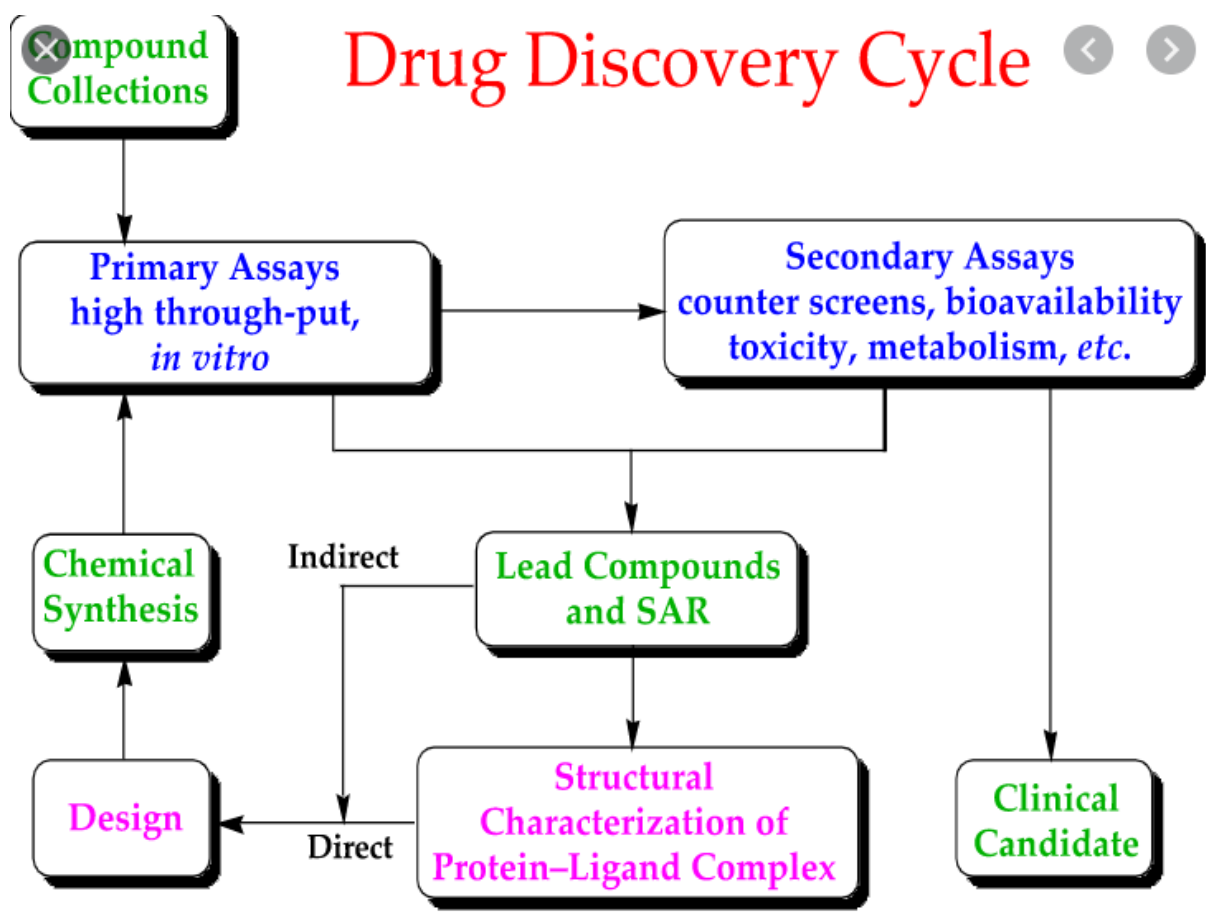 Compound
Collections
Drug Discovery Cycle
Primary Assays
high through-put,
in vitro
Secondary Assays
counter screens, bioavailability
toxicity, metabolism, etc.
Chemical
Synthesis
Indirect
Lead Compounds
and SAR
Design
Direct
Structural
Characterization of
Protein–Ligand Complex
Clinical
Candidate